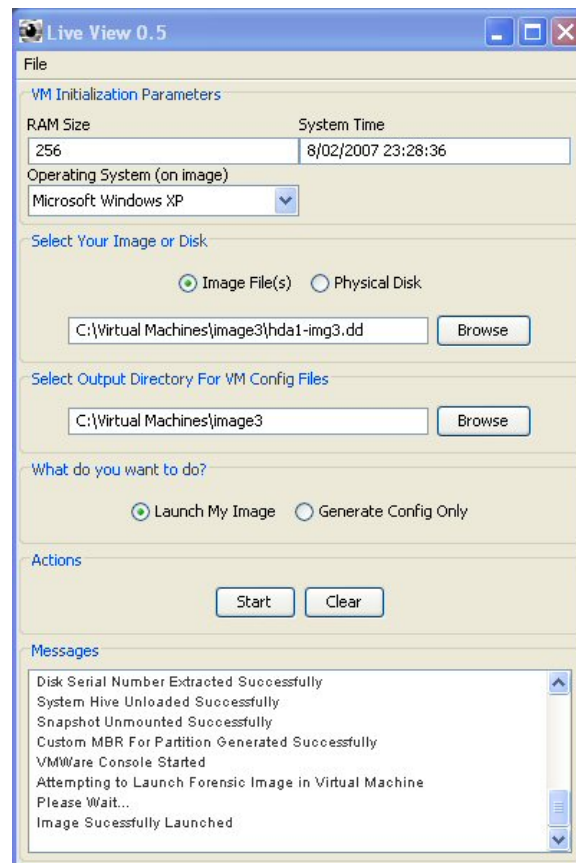 Live View 0.5
File
VM Initialization Parameters
RAM Size System Time
256 8/02/2007 23:28:36
Operating System (on image)
Microsoft Windows XP
Select Your Image or Disk
Image File(s) Physical Disk
C:\Virtual Machines\image3\hda1-img3.dd Browse
Select Output Directory For VM Config Files
C:\Virtual Machines\image3 Browse
What do you want to do?
Launch My Image Generate Config Only
Actions
Start Clear
Messages
Disk Serial Number Extracted Successfully
System Hive Unloaded Successfully
Snapshot Unmounted Successfully
Custom MBR For Partition Generated Successfully
VMWare Console Started
Attempting to Launch Forensic Image in Virtual Machine
Please Wait...
Image Sucessfully Launched